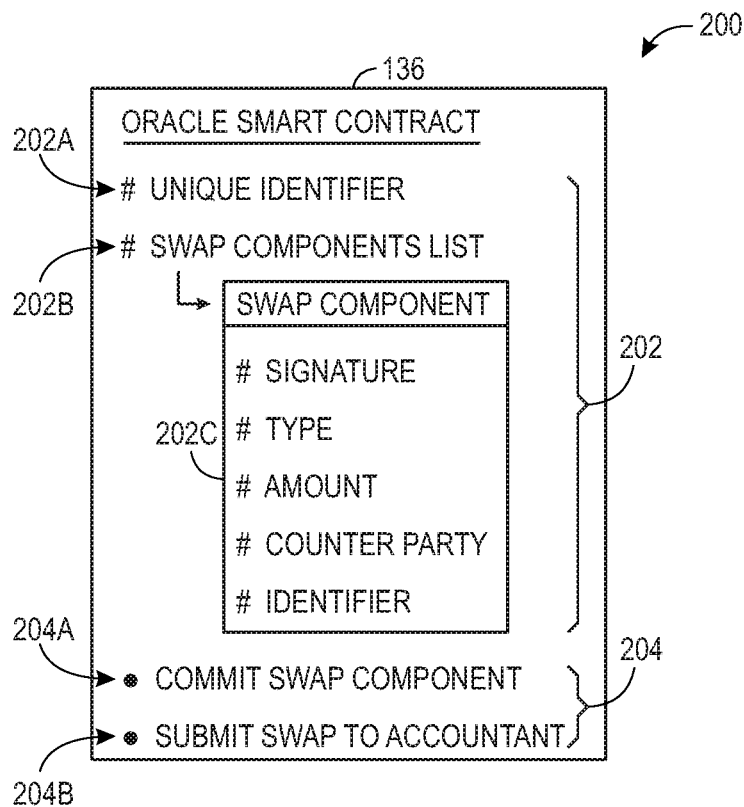 200
136
ORACLE SMART CONTRACT
202A
# UNIQUE IDENTIFIER
# SWAP COMPONENTS LIST
202B
SWAP COMPONENT
# SIGNATURE
202
# TYPE
202C
# AMOUNT
# COUNTER PARTY
# IDENTIFIER
204A
204
• COMMIT SWAP COMPONENT
• SUBMIT SWAP TO ACCOUNTANT
204B